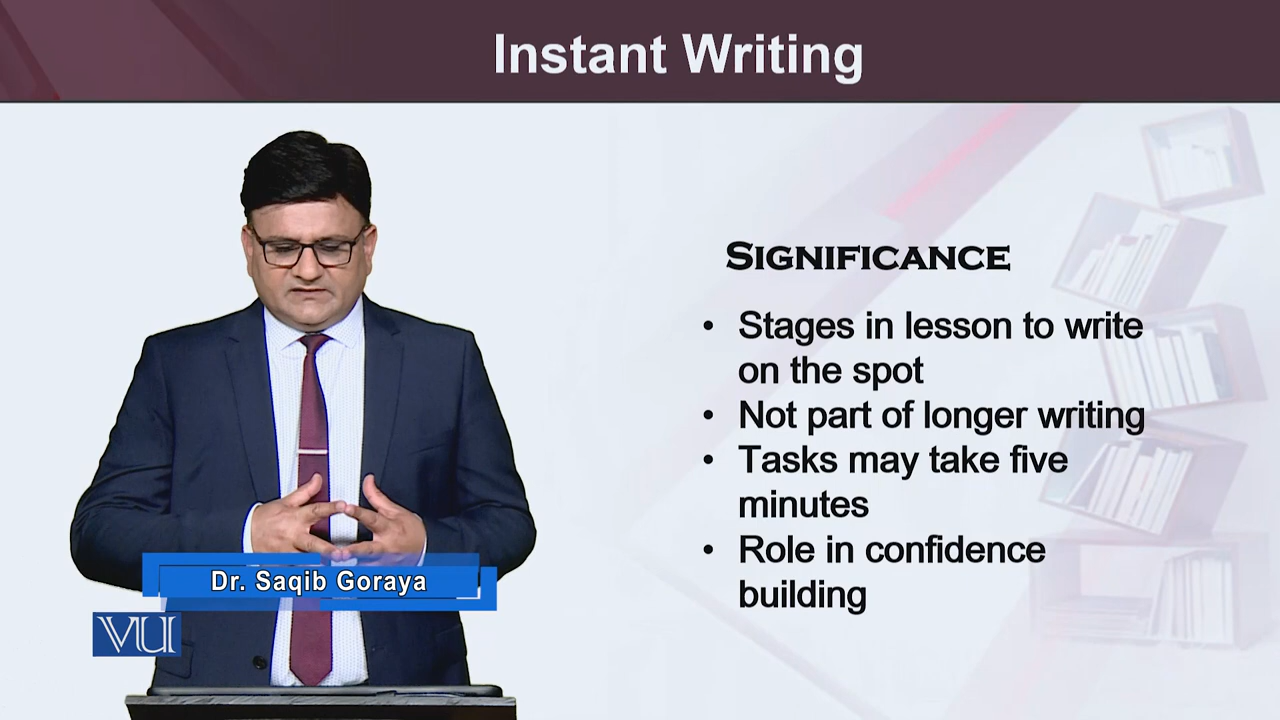 Instant Writing
SIGNIFICANCE
• Stages in lesson to write
on the spot
• Not part of longer writing
• Tasks may take five
minutes
• Role in confidence
building
Dr. Saqib Goraya
VU